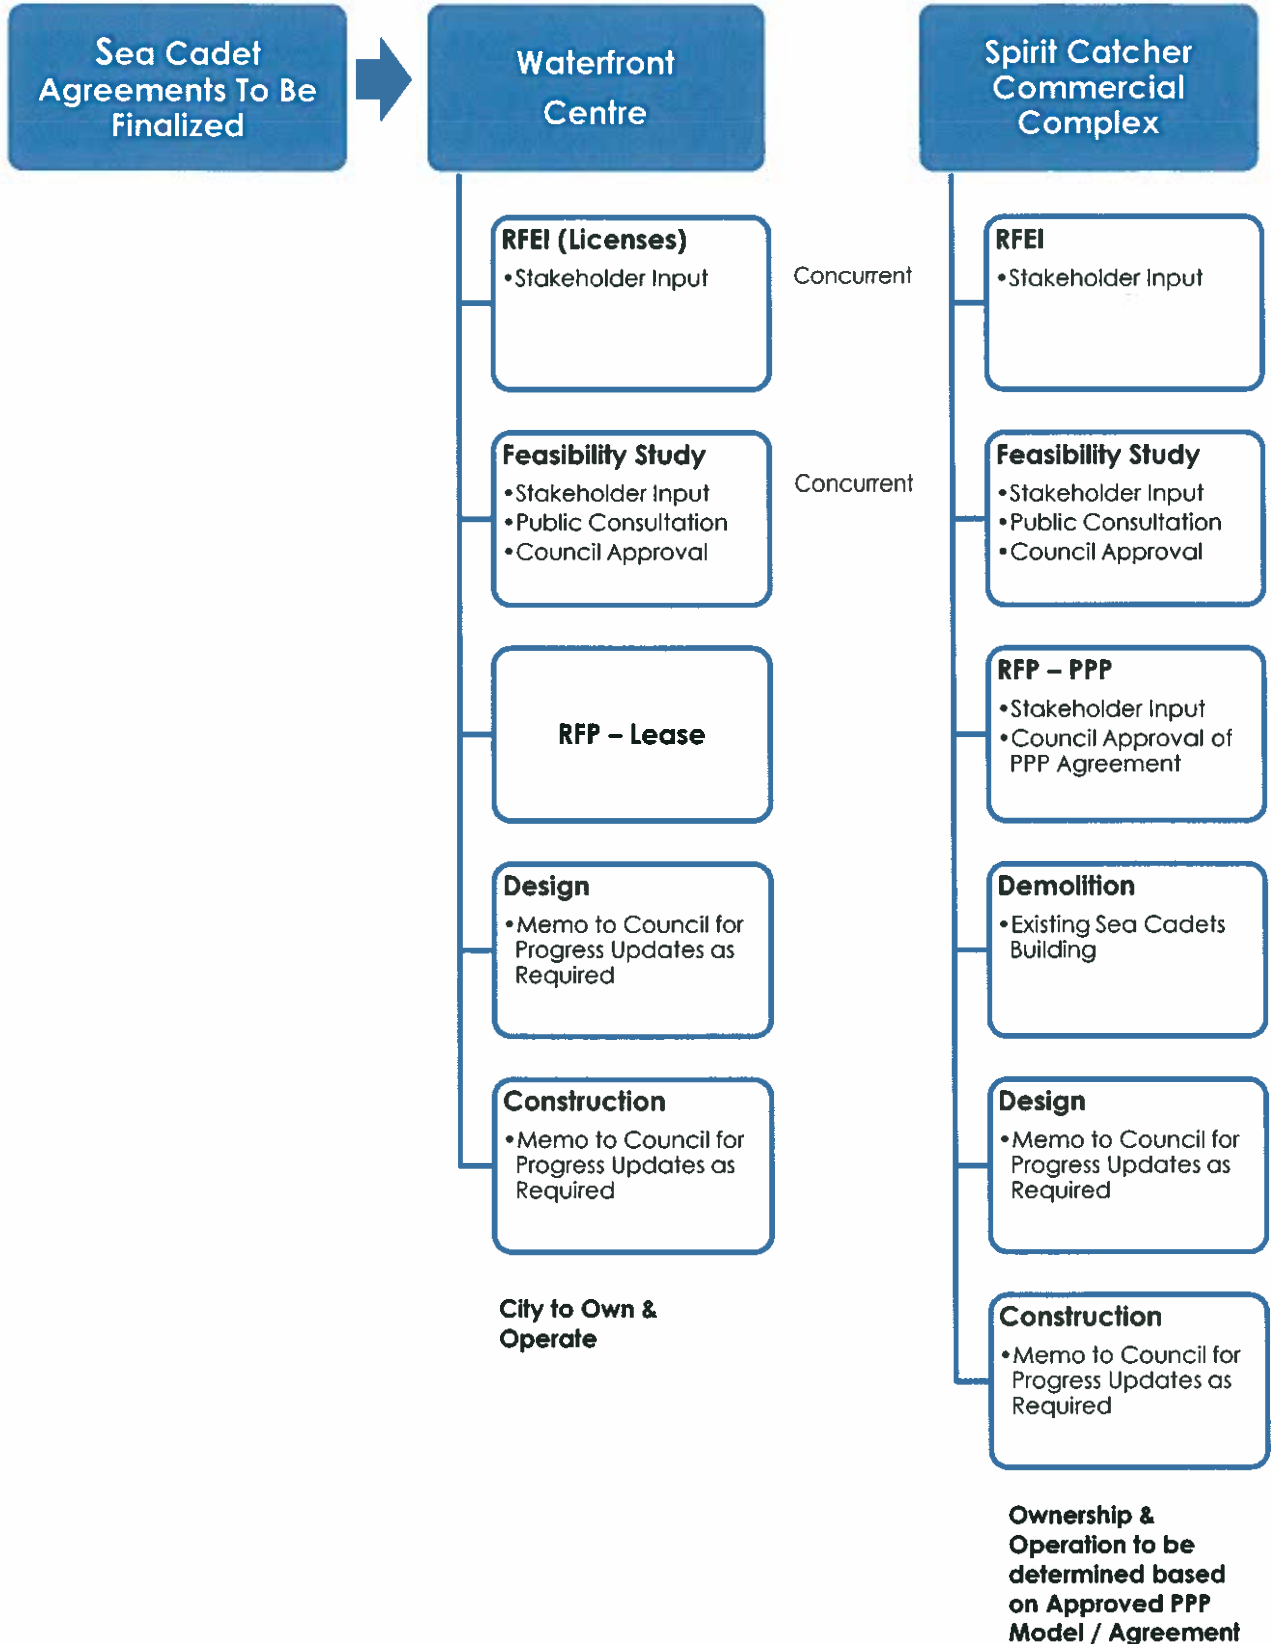 Sea Cadet
Agreements To Be
Finalized
Waterfront
Centre
Spirit Catcher
Commercial
Complex
RFEI (Licenses)
•Stakeholder Input
Concurrent
RFEI
•Stakeholder Input
Feasibility Study
•Stakeholder Input
•Public Consultation
•Council Approval
Concurrent
Feasibility Study
•Stakeholder Input
•Public Consultation
•Council Approval
RFP – Lease
RFP – PPP
•Stakeholder Input
•Council Approval of
PPP Agreement
Design
•Memo to Council for
Progress Updates as
Required
Demolition
•Existing Sea Cadets
Building
Construction
•Memo to Council for
Progress Updates as
Required
Design
•Memo to Council for
Progress Updates as
Required
City to Own &
Operate
Construction
•Memo to Council for
Progress Updates as
Required
Ownership &
Operation to be
determined based
on Approved PPP
Model / Agreement